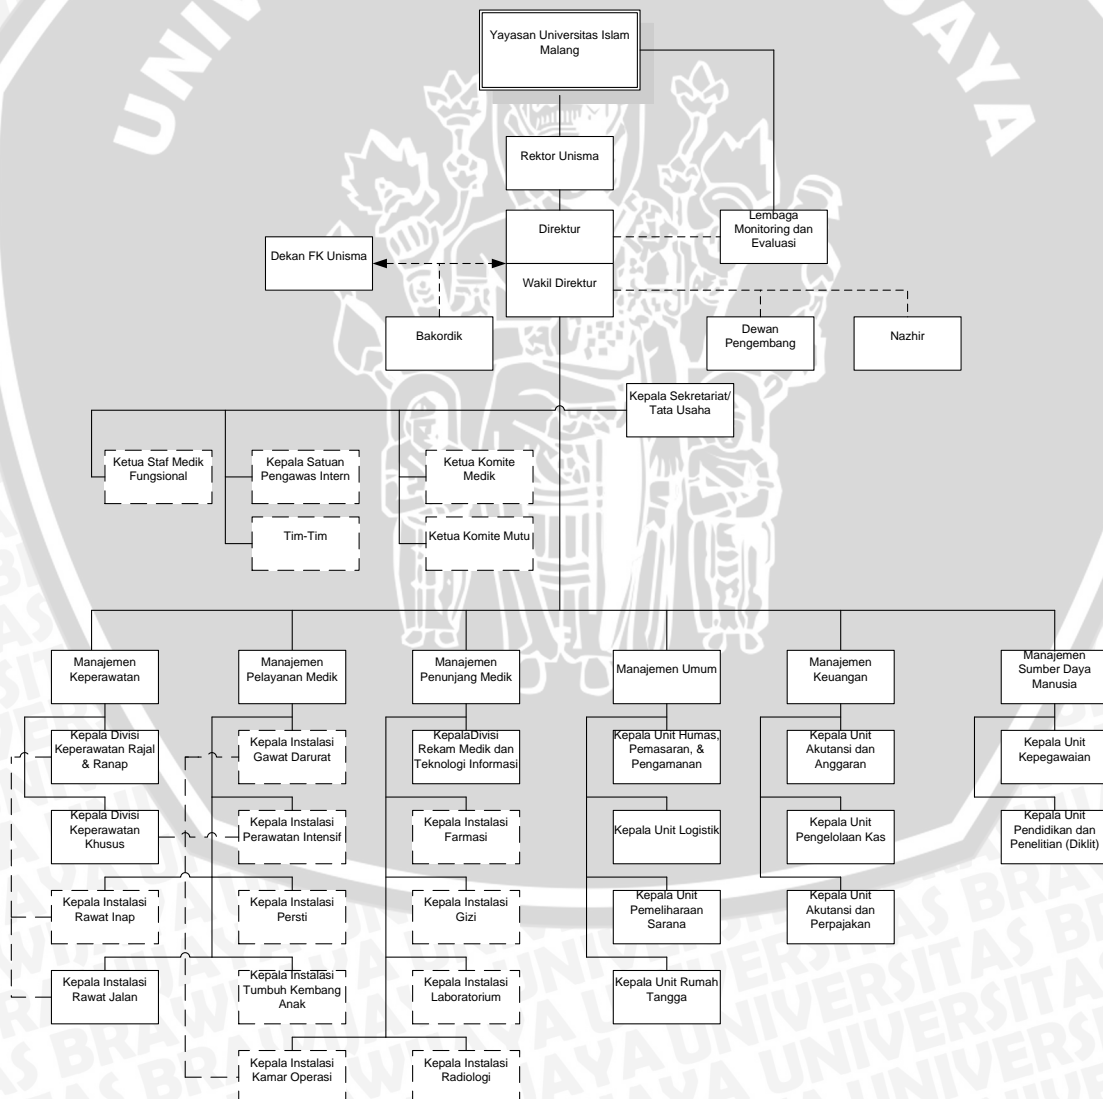 Yayasan Universitas Islam
Malang
Rektor Unisma
Direktur
Lembaga
Monitoring dan
Evaluasi
Dekan FK Unisma
Wakil Direktur
Bakordik
Dewan
Pengembang
Nazhir
Kepala Sekretariat/
Tata Usaha
Ketua Staf Medik
Fungsional
Kepala Satuan
Pengawas Intern
Ketua Komite
Medik
Tim-Tim
Ketua Komite Mutu
Manajemen
Keperawatan
Manajemen
Pelayanan Medik
Manajemen
Penunjang Medik
Manajemen Umum
Manajemen
Keuangan
Manajemen
Sumber Daya
Manusia
Kepala Divisi
Keperawatan Rajal
& Ranap
Kepala Instalasi
Gawat Darurat
KepalaDivisi
Rekam Medik dan
Teknologi Informasi
Kepala Unit Humas,
Pemasaran, &
Pengamanan
Kepala Unit
Akutansi dan
Anggaran
Kepala Unit
Kepegawaian
Kepala Divisi
Keperawatan
Khusus
Kepala Instalasi
Perawatan Intensif
Kepala Instalasi
Farmasi
Kepala Unit Logistik
Kepala Unit
Pengelolaan Kas
Kepala Unit
Pendidikan dan
Penelitian (Diklit)
Kepala Instalasi
Rawat Inap
Kepala Instalasi
Persti
Kepala Instalasi
Gizi
Kepala Unit
Pemeliharaan
Sarana
Kepala Unit
Akutansi dan
Perpajakan
Kepala Instalasi
Rawat Jalan
Kepala Instalasi
Tumbuh Kembang
Anak
Kepala Instalasi
Laboratorium
Kepala Unit Rumah
Tangga
Kepala Instalasi
Kamar Operasi
Kepala Instalasi
Radiologi